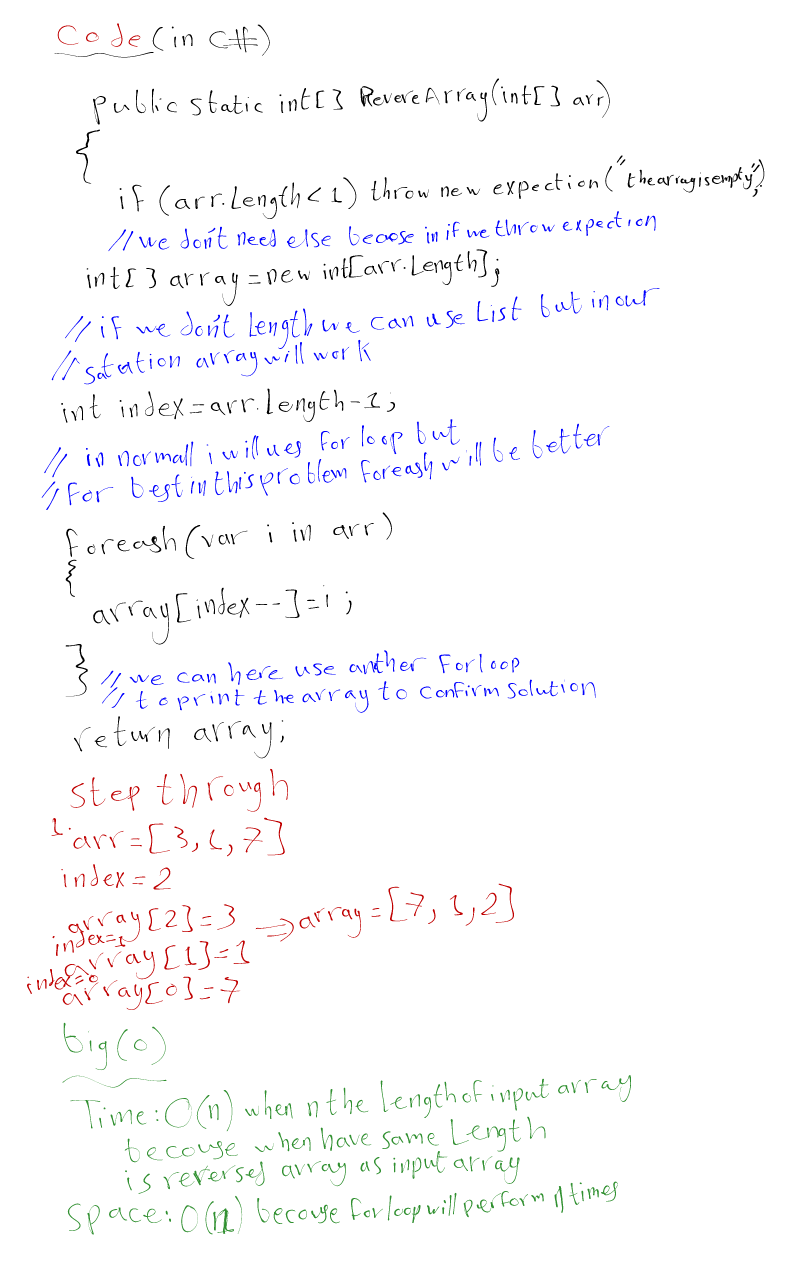 Code (in C#)
public static int[] RevereArray(int[] arr)
{
if (arr.Length < 1) throw new expection("the array is empty");
// we don't need else becose in if we throw expection
int[] array = new int[arr.Length];
// if we don't Length we can use List but in our
// satation array will work
int index = arr.Length-1;
// in normall i will ues for loop but
// For best in this problem foreash will be better
foreash (var i in arr)
{
array[index--] = i;
}
// we can here use anther For loop
// to print the array to confirm solution
return array;
Step through
1. arr = [3, 1, 7]
index = 2
array[2] = 3 => array = [7, 1, 2]
index=1
array[1] = 1
index=0
array[0] = 7
big(o)
Time: O(n) when n the Length of input array
becouse when have same Length
is reversed array as input array
Space: O(n) becouse for loop will perform n times